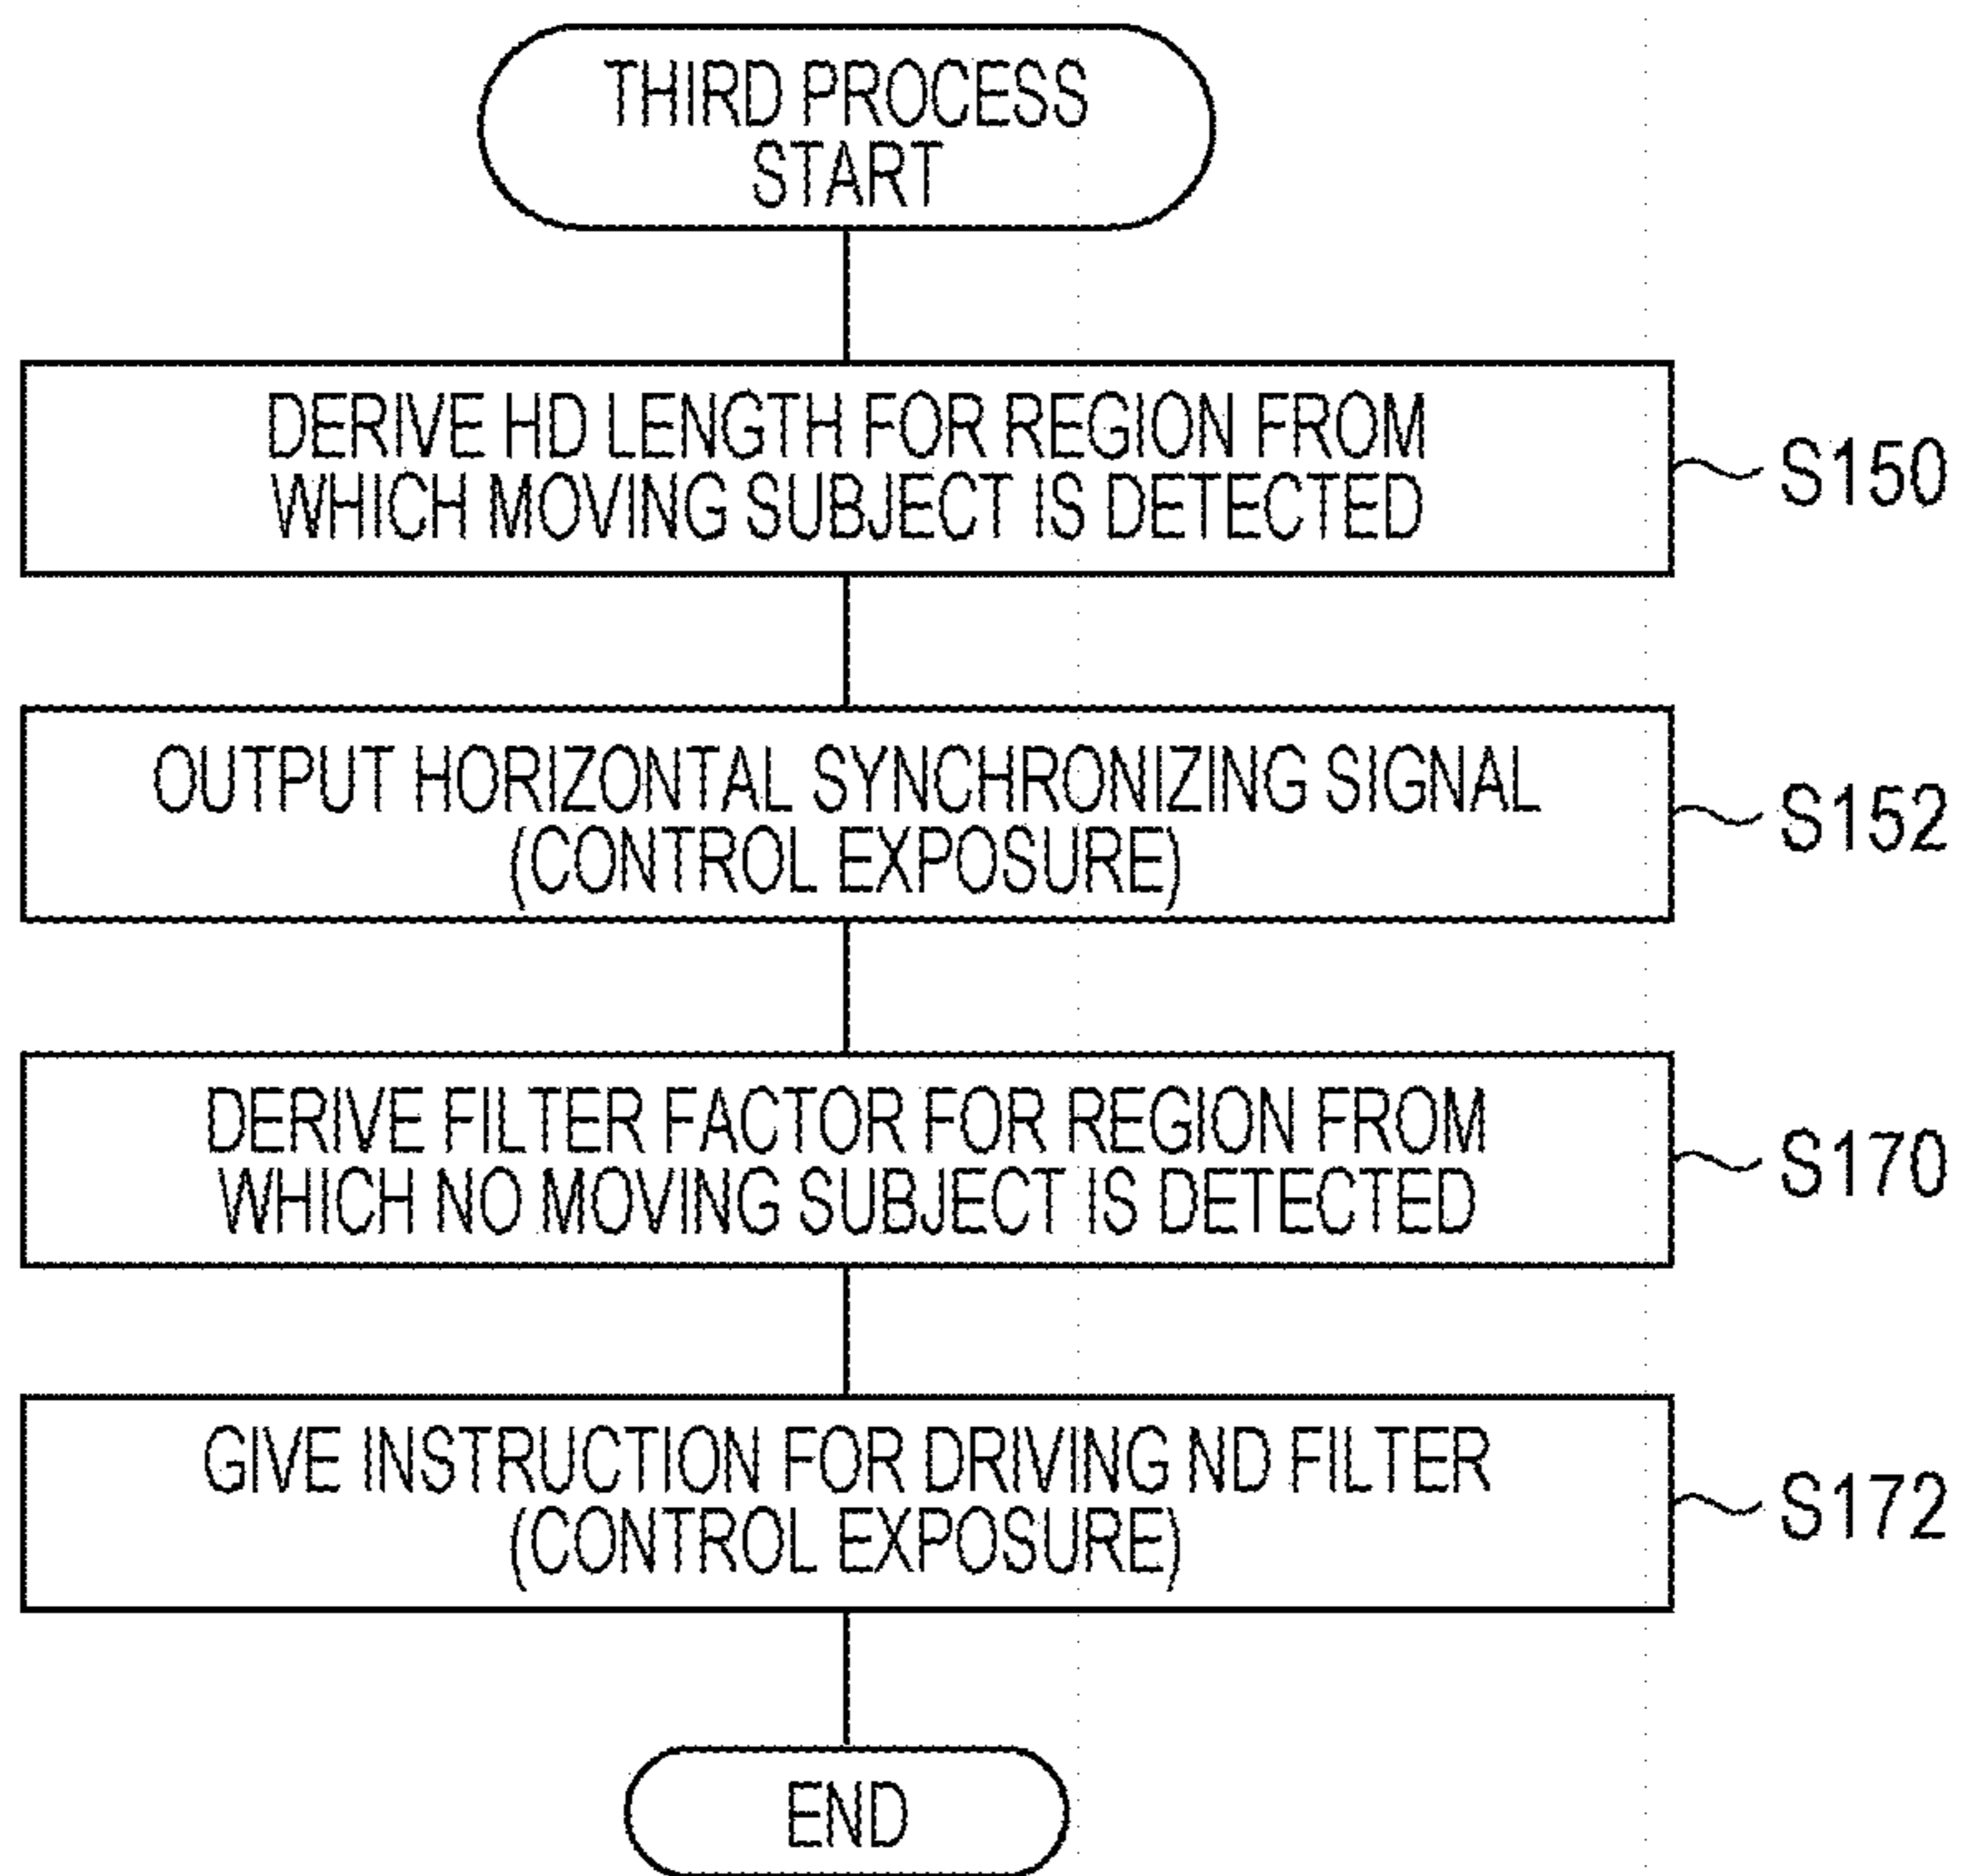 THIRD PROCESS
START
DERIVE HD LENGTH FOR REGION FROM
WHICH MOVING SUBJECT IS DETECTED
S150
OUTPUT HORIZONTAL SYNCHRONIZING SIGNAL
(CONTROL EXPOSURE)
S152
DERIVE FILTER FACTOR FOR REGION FROM
WHICH NO MOVING SUBJECT IS DETECTED
S170
GIVE INSTRUCTION FOR DRIVING ND FILTER
(CONTROL EXPOSURE)
S172
END